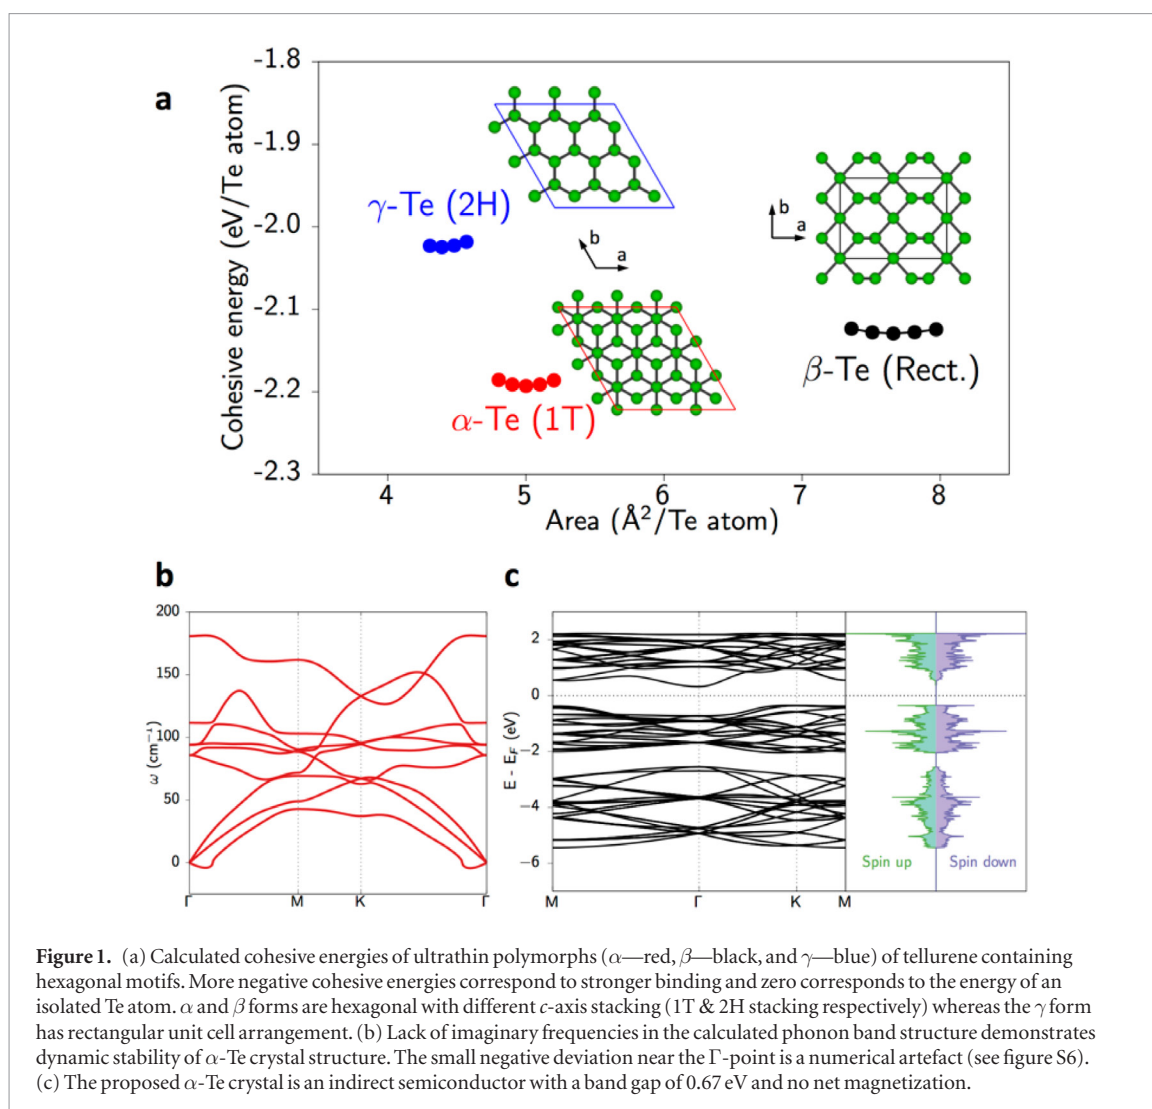 a
-1.8
-1.9
-2.0
-2.1
-2.2
-2.3
Cohesive energy (eV/Te atom)
γ-Te (2H)
b
a
b
a
α-Te (1T)
β-Te (Rect.)
4
5
6
7
8
Area (Å²/Te atom)
b
200
150
100
50
0
ω (cm⁻¹)
Γ
M
K
Γ
c
2
0
−2
−4
−6
E - E_F (eV)
M
Γ
K
M
Spin up
Spin down
Figure 1. (a) Calculated cohesive energies of ultrathin polymorphs (α—red, β—black, and γ—blue) of tellurene containing
hexagonal motifs. More negative cohesive energies correspond to stronger binding and zero corresponds to the energy of an
isolated Te atom. α and β forms are hexagonal with different c-axis stacking (1T & 2H stacking respectively) whereas the γ form
has rectangular unit cell arrangement. (b) Lack of imaginary frequencies in the calculated phonon band structure demonstrates
dynamic stability of α-Te crystal structure. The small negative deviation near the Γ-point is a numerical artefact (see figure S6).
(c) The proposed α-Te crystal is an indirect semiconductor with a band gap of 0.67 eV and no net magnetization.